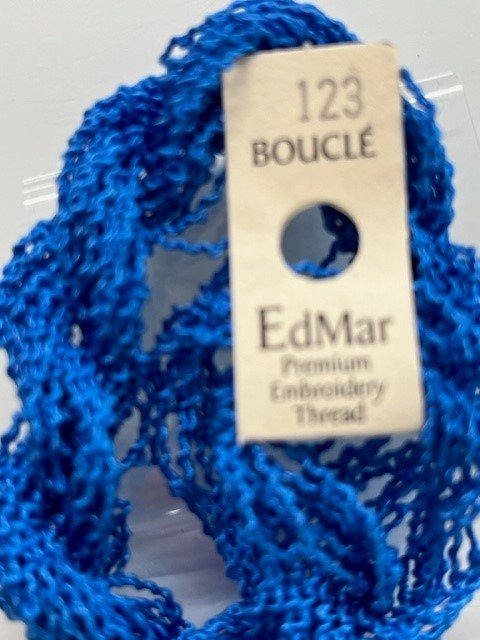 123
BOUCLÉ
EdMar
Premium
Embroidery
Thread